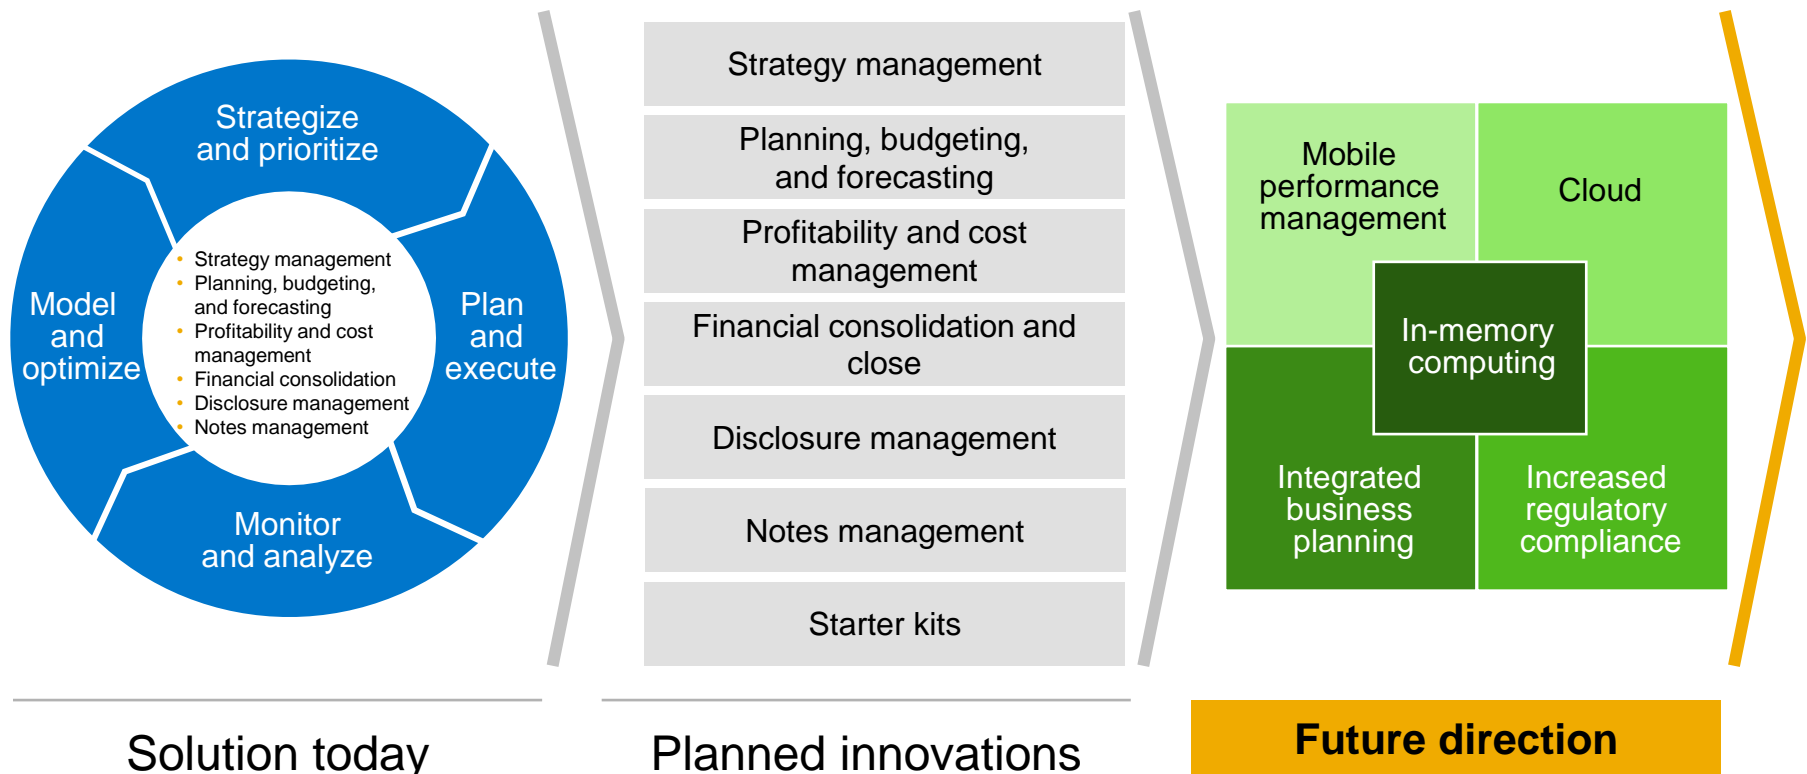 Strategize
and prioritize
Model
and
optimize
Plan
and
execute
Monitor
and analyze
• Strategy management
• Planning, budgeting,
and forecasting
• Profitability and cost
management
• Financial consolidation
• Disclosure management
• Notes management
Solution today
Strategy management
Planning, budgeting,
and forecasting
Profitability and cost
management
Financial consolidation and
close
Disclosure management
Notes management
Starter kits
Planned innovations
Mobile
performance
management
Cloud
In-memory
computing
Integrated
business
planning
Increased
regulatory
compliance
Future direction